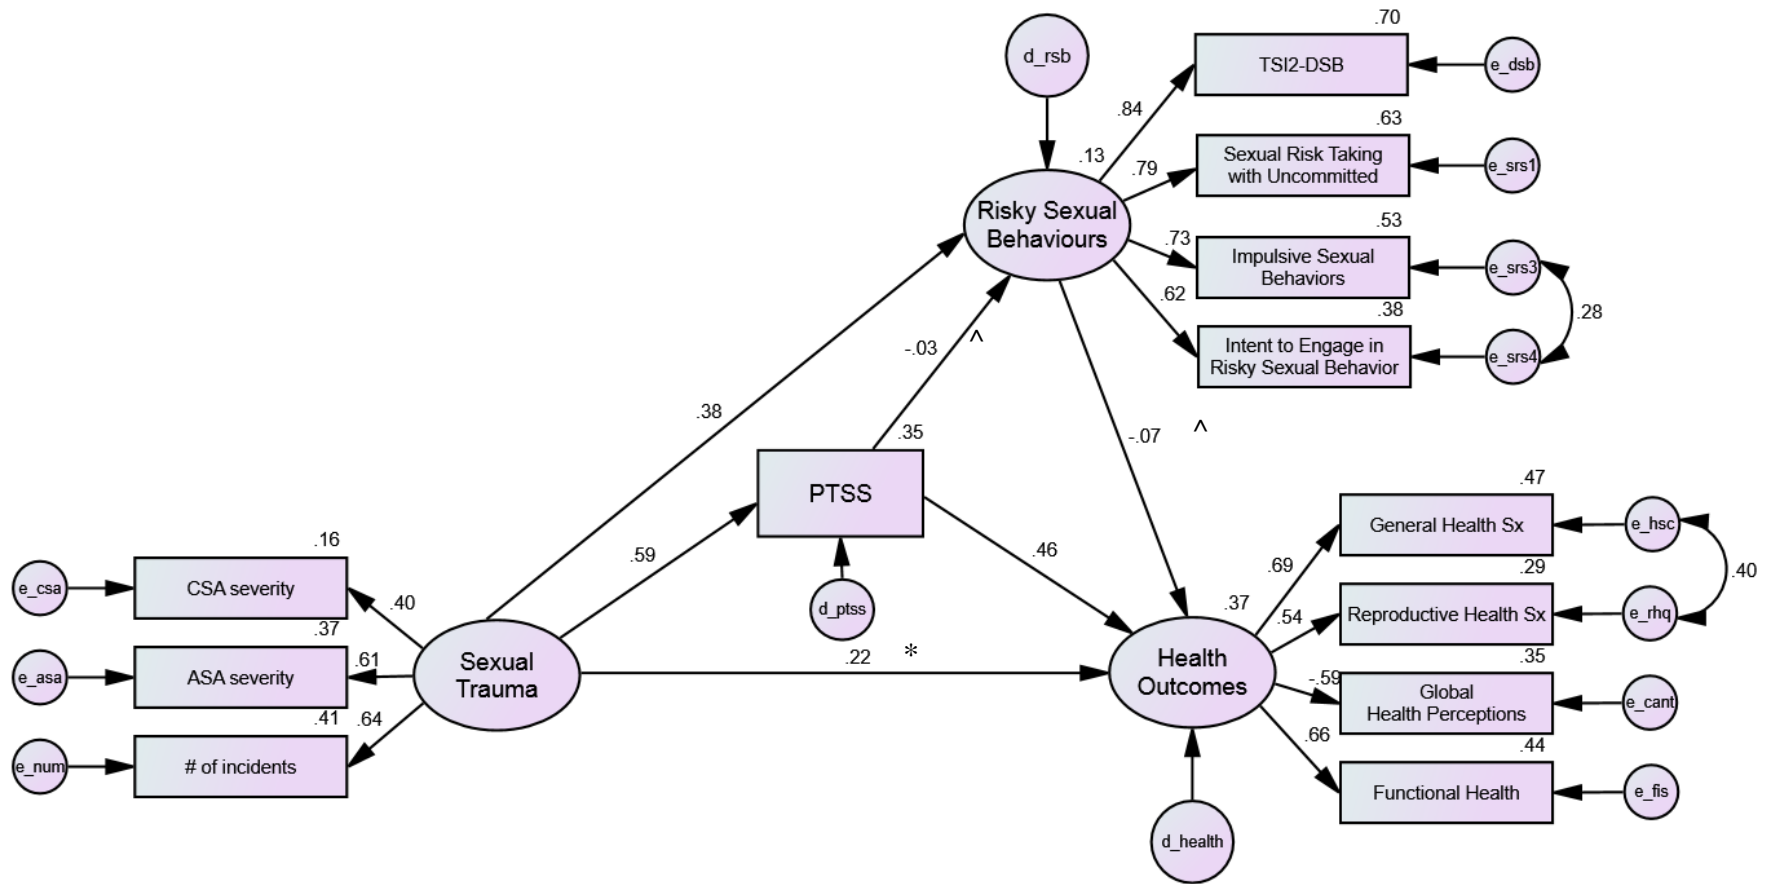 .70
d_rsb
TSI2-DSB
e_dsb
.84
.63
.13
Sexual Risk Taking
with Uncommitted
e_srs1
.79
Risky Sexual
Behaviours
.53
.73
Impulsive Sexual
Behaviors
e_srs3
.62
.38
.28
-.03
^
Intent to Engage in
Risky Sexual Behavior
e_srs4
.38
.35
-.07
^
PTSS
.47
General Health Sx
e_hsc
.16
.59
.46
.69
.29
.40
e_csa
CSA severity
.40
d_ptss
.37
.54
Reproductive Health Sx
e_rhq
.37
.61
.22
*
.35
e_asa
ASA severity
Sexual
Trauma
Health
Outcomes
-.59
Global
Health Perceptions
e_cant
.41
.64
.66
.44
e_num
# of incidents
Functional Health
e_fis
d_health